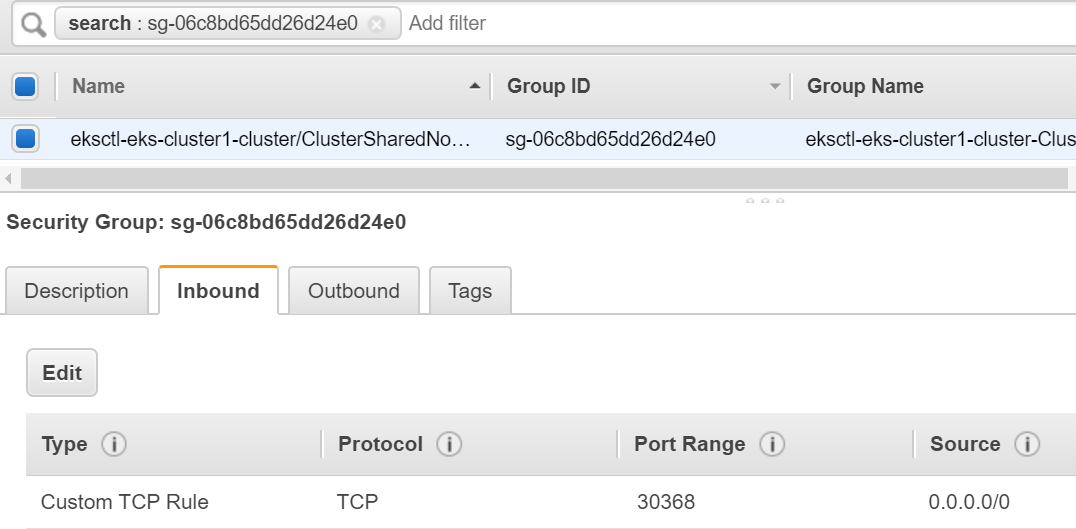 search : sg-06c8bd65dd26d24e0 Add filter
Name Group ID Group Name
eksctl-eks-cluster1-cluster/ClusterSharedNo… sg-06c8bd65dd26d24e0 eksctl-eks-cluster1-cluster-Clus
Security Group: sg-06c8bd65dd26d24e0
Description Inbound Outbound Tags
Edit
Type Protocol Port Range Source
Custom TCP Rule TCP 30368 0.0.0.0/0